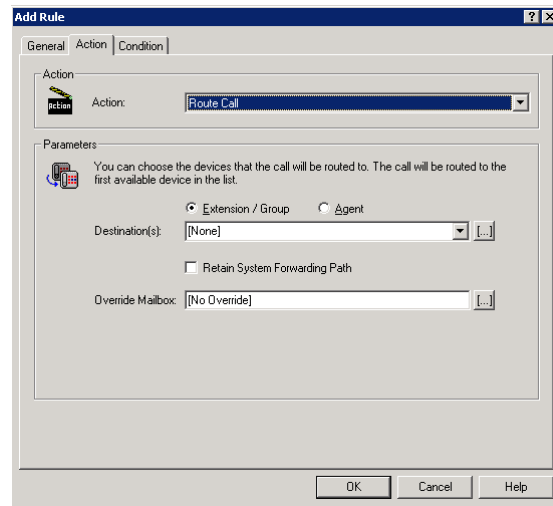 Add Rule
General Action Condition
Action
Action
Action: Route Call
Parameters
You can choose the devices that the call will be routed to. The call will be routed to the
first available device in the list.
Extension / Group Agent
Destination(s): [None] [...]
Retain System Forwarding Path
Override Mailbox: [No Override] [...]
OK Cancel Help